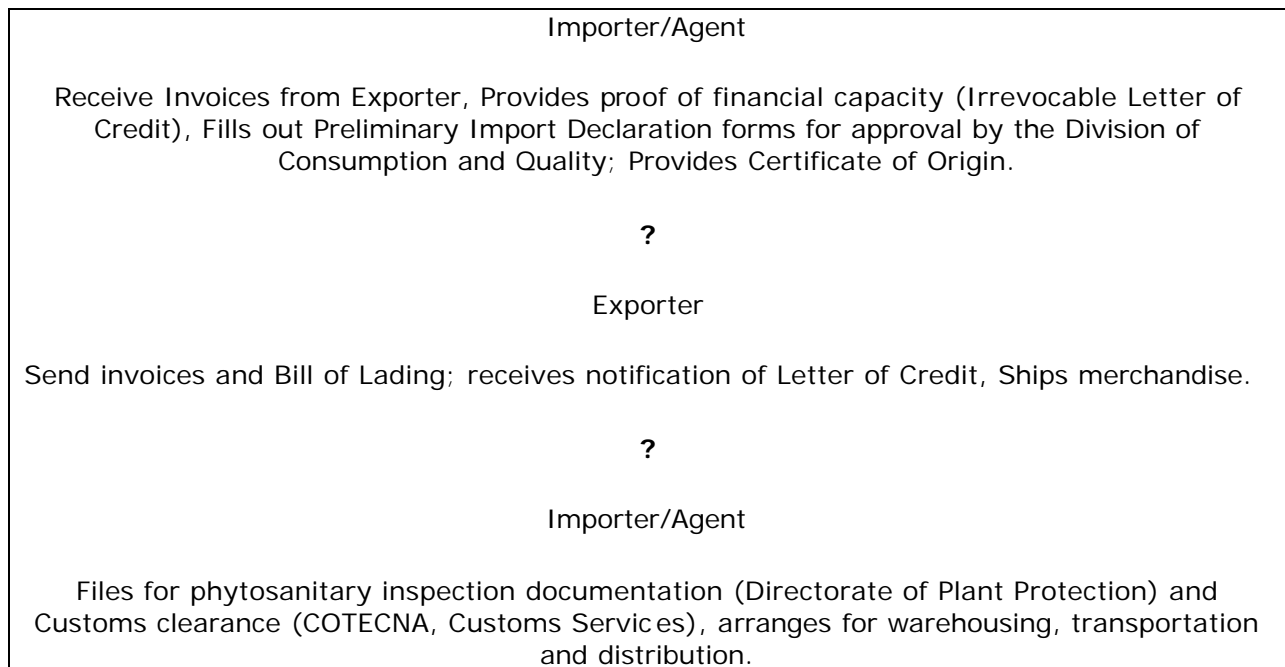 Importer/Agent
Receive Invoices from Exporter, Provides proof of financial capacity (Irrevocable Letter of
Credit), Fills out Preliminary Import Declaration forms for approval by the Division of
Consumption and Quality; Provides Certificate of Origin.
?
Exporter
Send invoices and Bill of Lading; receives notification of Letter of Credit, Ships merchandise.
?
Importer/Agent
Files for phytosanitary inspection documentation (Directorate of Plant Protection) and
Customs clearance (COTECNA, Customs Services), arranges for warehousing, transportation
and distribution.